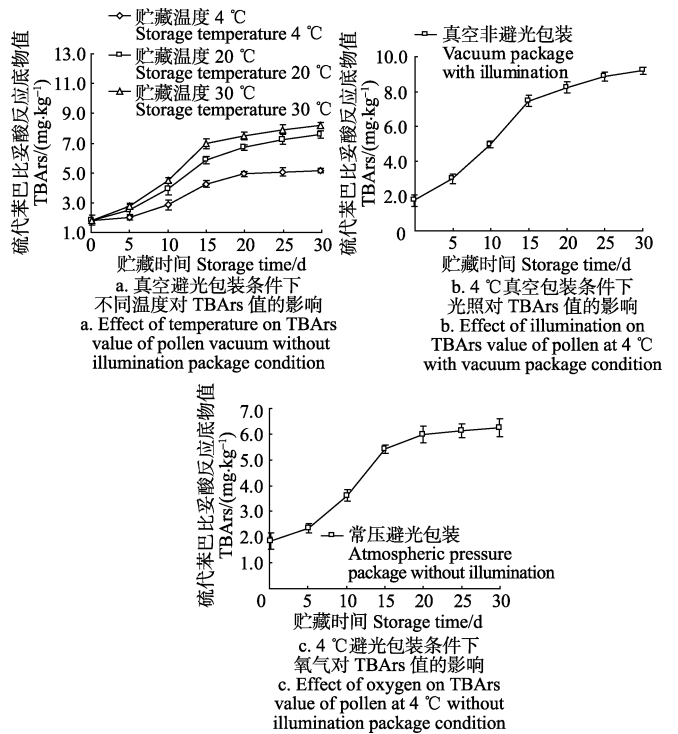 贮藏温度 4 ℃
Storage temperature 4 ℃
贮藏温度 20 ℃
Storage temperature 20 ℃
贮藏温度 30 ℃
Storage temperature 30 ℃
硫代苯巴比妥酸反应底物值
TBArs/(mg·kg⁻¹)
13.0
11.0
9.0
7.0
5.0
3.0
1.0
0 5 10 15 20 25 30
贮藏时间 Storage time/d
a. 真空避光包装条件下
不同温度对 TBArs 值的影响
a. Effect of temperature on TBArs
value of pollen vacuum without
illumination package condition
真空非避光包装
Vacuum package
with illumination
硫代苯巴比妥酸反应底物值
TBArs/(mg·kg⁻¹)
10.0
8.0
6.0
4.0
2.0
0
5 10 15 20 25 30
贮藏时间 Storage time/d
b. 4 ℃真空包装条件下
光照对 TBArs 值的影响
b. Effect of illumination on
TBArs value of pollen at 4 ℃
with vacuum package condition
硫代苯巴比妥酸反应底物值
TBArs/(mg·kg⁻¹)
7.0
6.0
5.0
4.0
3.0
2.0
1.0
常压避光包装
Atmospheric pressure
package without illumination
0 5 10 15 20 25 30
贮藏时间 Storage time/d
c. 4 ℃避光包装条件下
氧气对 TBArs 值的影响
c. Effect of oxygen on TBArs
value of pollen at 4 ℃ without
illumination package condition